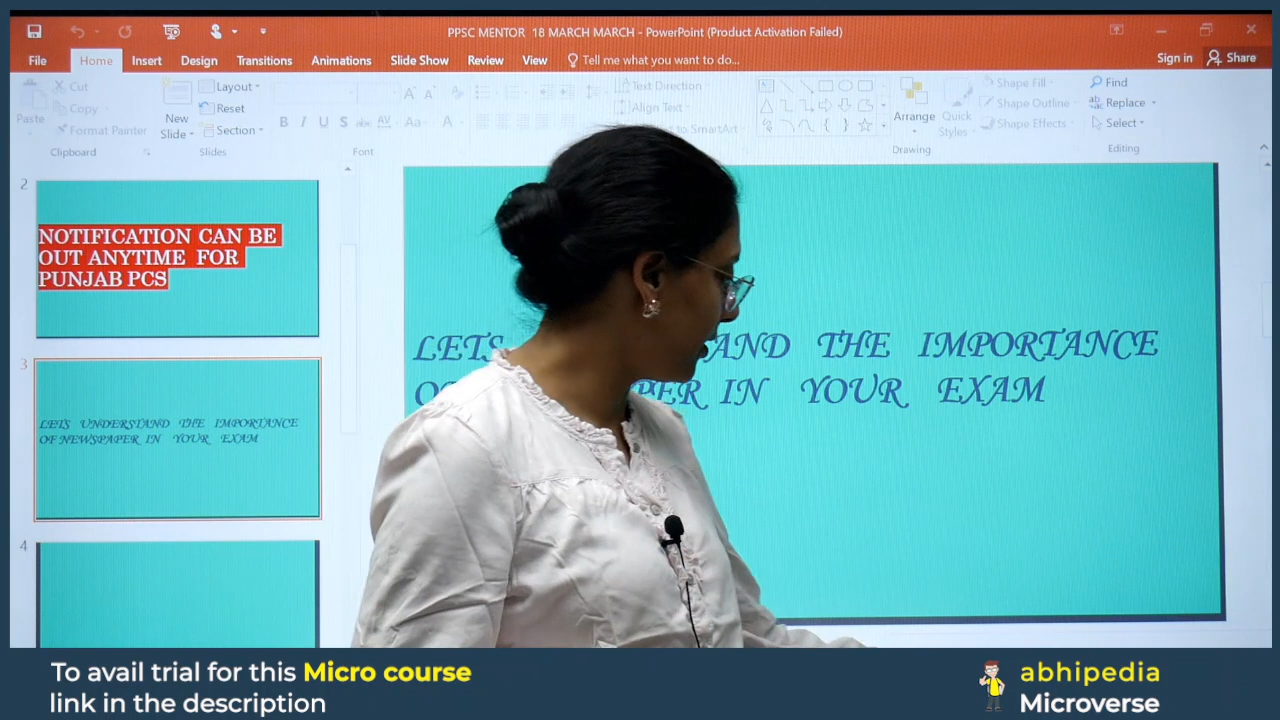 PPSC MENTOR 18 MARCH MARCH - PowerPoint (Product Activation Failed)
File Home Insert Design Transitions Animations Slide Show Review View Tell me what you want to do... Sign in Share
Paste
Cut
Copy
Format Painter
Clipboard
New Slide
Layout
Reset
Section
Slides
B I U S abc AV Aa A
Font
Text Direction
Align Text
to SmartArt
Arrange
Quick Styles
Shape Fill
Shape Outline
Shape Effects
Drawing
Find
Replace
Select
Editing
2
NOTIFICATION CAN BE
OUT ANYTIME FOR
PUNJAB PCS
3
LETS UNDERSTAND THE IMPORTANCE
OF NEWSPAPER IN YOUR EXAM
4
LETS AND THE IMPORTANCE
PER IN YOUR EXAM
To avail trial for this Micro course
link in the description
abhipedia
Microverse